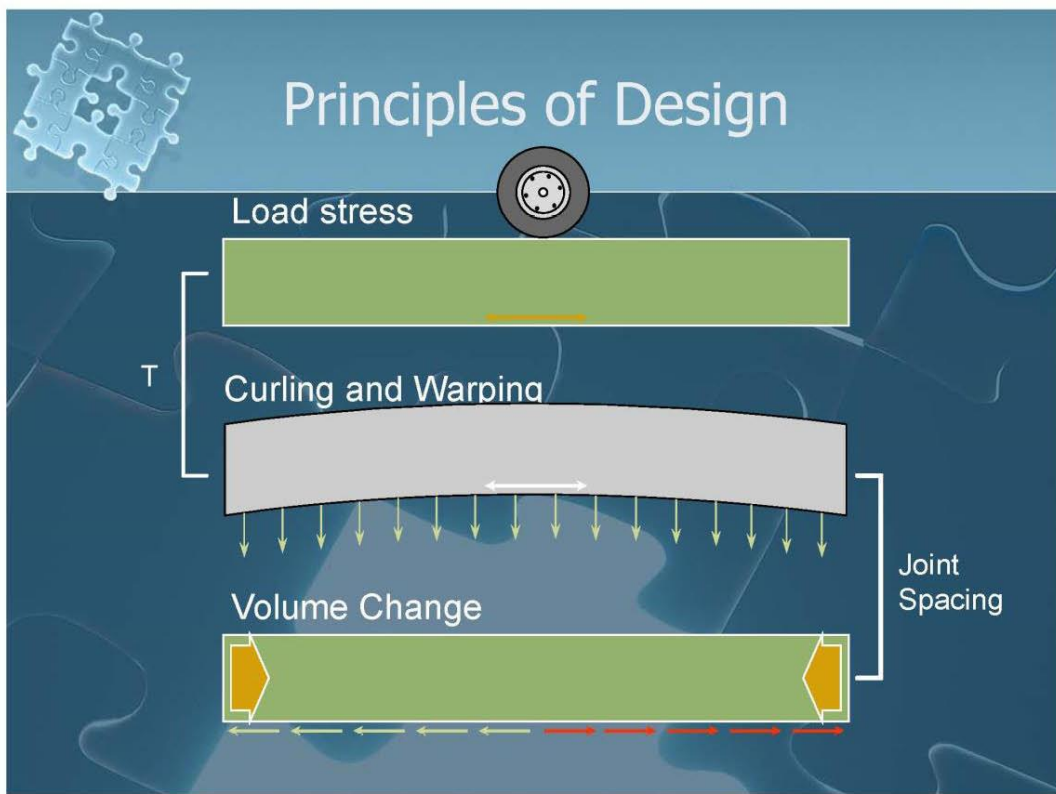 Principles of Design
Load stress
T
Curling and Warping
Joint
Spacing
Volume Change